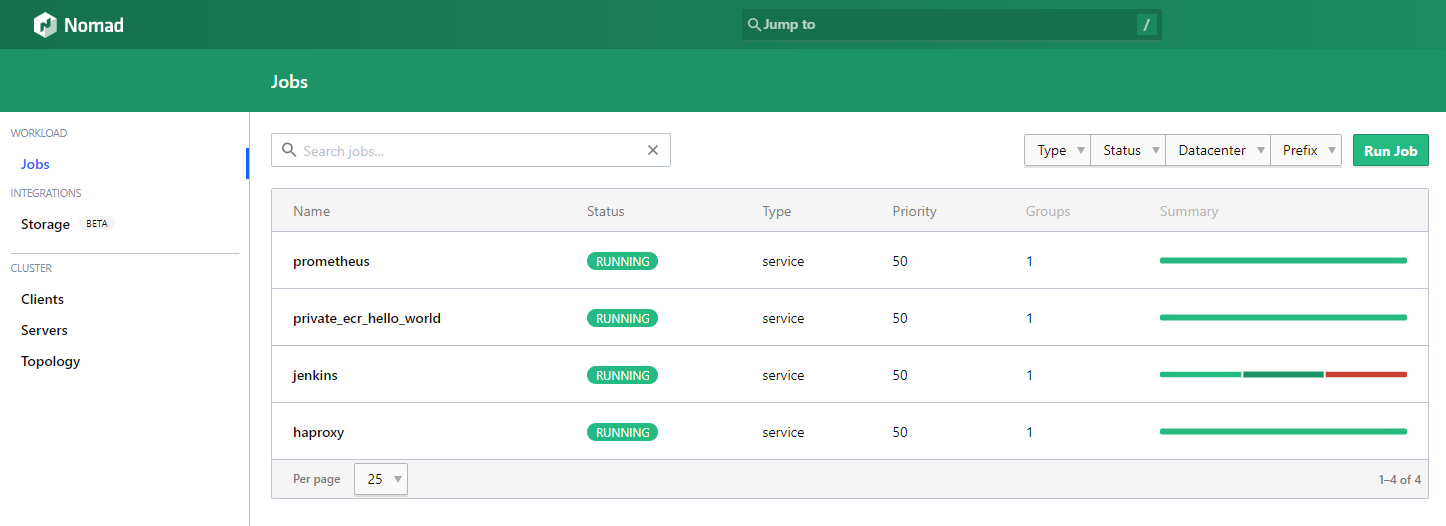 Nomad
Jump to /
Jobs
WORKLOAD
Jobs
INTEGRATIONS
Storage BETA
CLUSTER
Clients
Servers
Topology
Search jobs...
Type Status Datacenter Prefix Run Job
Name Status Type Priority Groups Summary
prometheus RUNNING service 50 1
private_ecr_hello_world RUNNING service 50 1
jenkins RUNNING service 50 1
haproxy RUNNING service 50 1
Per page 25 1–4 of 4